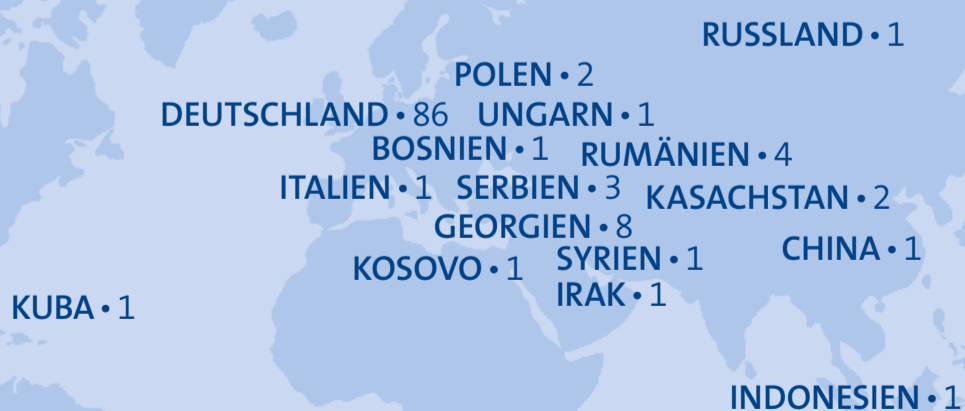 RUSSLAND • 1
POLEN • 2
DEUTSCHLAND • 86
UNGARN • 1
BOSNIEN • 1
RUMÄNIEN • 4
ITALIEN • 1
SERBIEN • 3
KASACHSTAN • 2
GEORGIEN • 8
CHINA • 1
KOSOVO • 1
SYRIEN • 1
IRAK • 1
KUBA • 1
INDONESIEN • 1